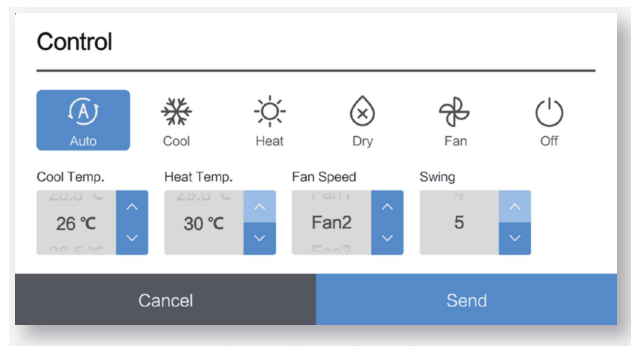 Control
Auto
Cool
Heat
Dry
Fan
Off
Cool Temp.
Heat Temp.
Fan Speed
Swing
26 °C
30 °C
Fan2
5
Cancel
Send